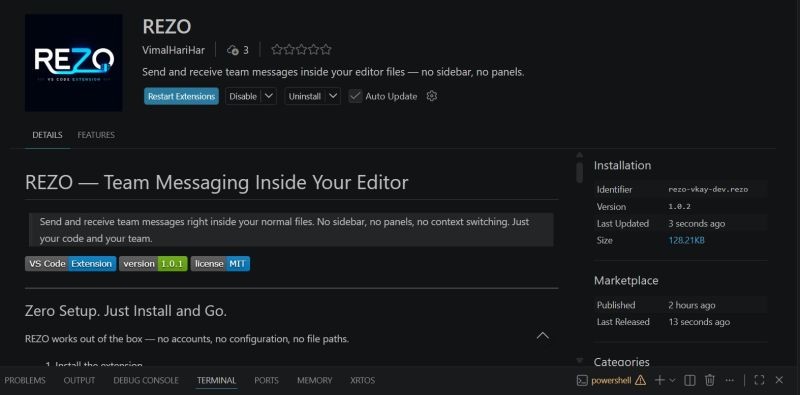 REZO
VS CODE EXTENSION
REZO
VimalHariHar
3
Send and receive team messages inside your editor files — no sidebar, no panels.
Restart Extensions
Disable
Uninstall
Auto Update
DETAILS
FEATURES
REZO — Team Messaging Inside Your Editor
Send and receive team messages right inside your normal files. No sidebar, no panels, no context switching. Just
your code and your team.
VS Code Extension version 1.0.1 license MIT
Zero Setup. Just Install and Go.
REZO works out of the box — no accounts, no configuration, no file paths.
1. Install the extension
Installation
Identifier rezo-vkay-dev.rezo
Version 1.0.2
Last Updated 3 seconds ago
Size 128.21KB
Marketplace
Published 2 hours ago
Last Released 13 seconds ago
Categories
PROBLEMS OUTPUT DEBUG CONSOLE TERMINAL PORTS MEMORY XRTOS powershell